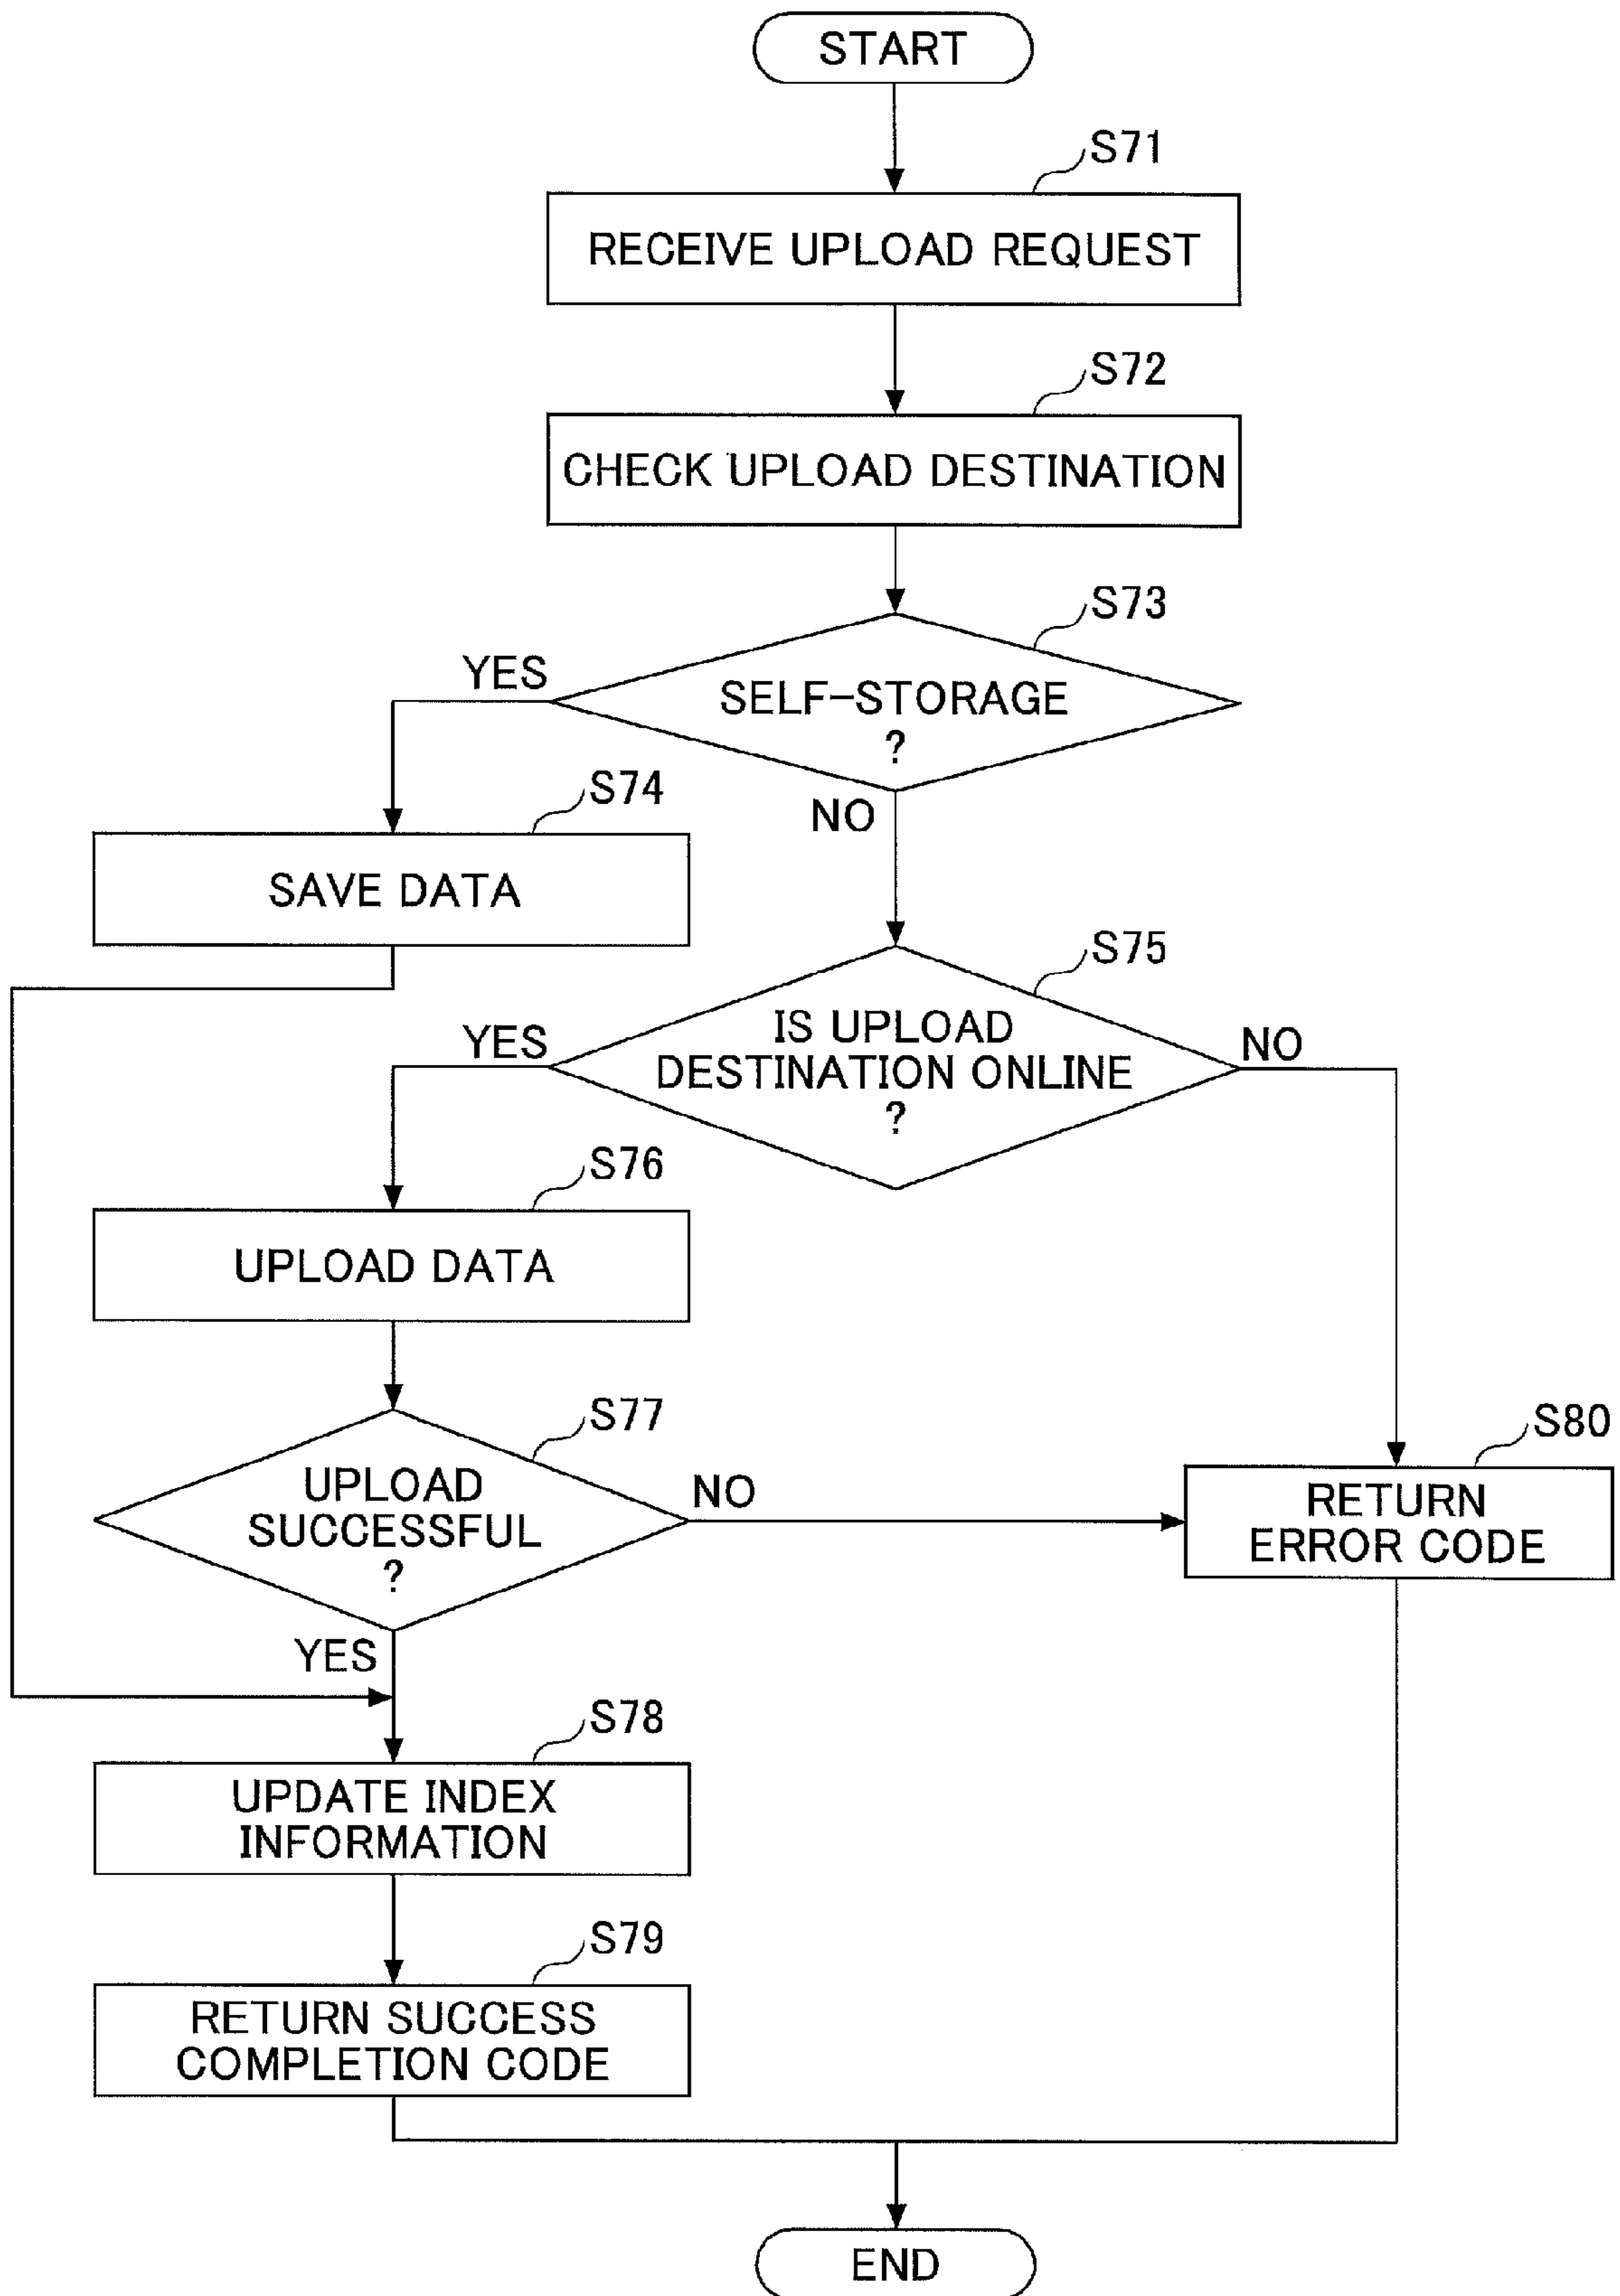 START
S71
RECEIVE UPLOAD REQUEST
S72
CHECK UPLOAD DESTINATION
S73
YES
SELF-STORAGE
?
NO
S74
SAVE DATA
S75
YES
IS UPLOAD
DESTINATION ONLINE
?
NO
S76
UPLOAD DATA
S77
UPLOAD
SUCCESSFUL
?
NO
YES
S80
RETURN
ERROR CODE
S78
UPDATE INDEX
INFORMATION
S79
RETURN SUCCESS
COMPLETION CODE
END